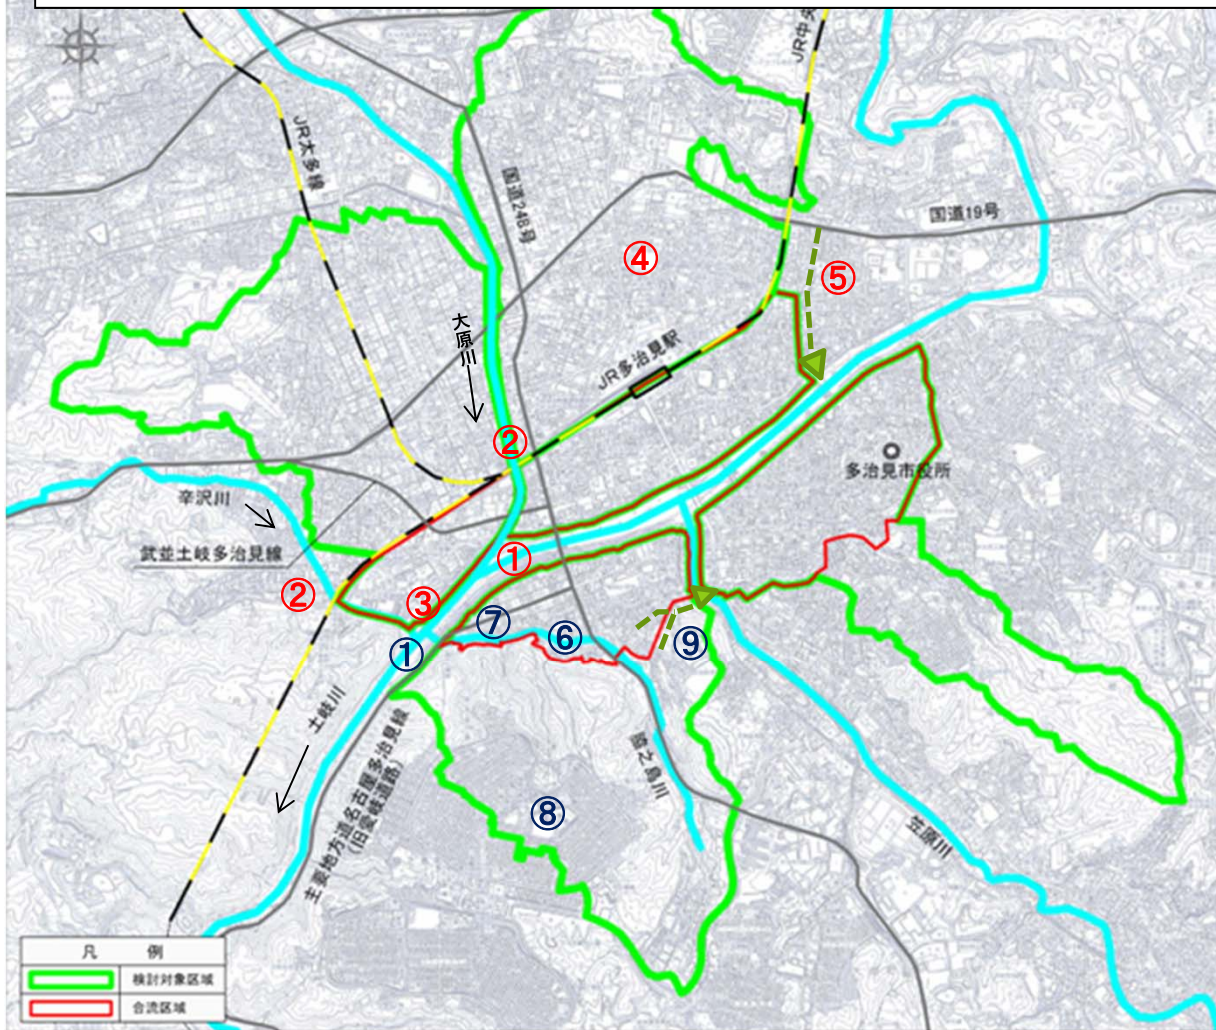 JR中央
JR太多線
国道248号
国道19号
④
⑤
大原川
JR多治見駅
②
多治見市役所
辛沢川
武並土岐多治見線
①
②
③
⑦
⑥
⑨
①
土岐川
脇之島川
主要地方道名古屋多治見線
(旧愛岐道路)
⑧
笠原川
凡 例
検討対象区域
合流区域